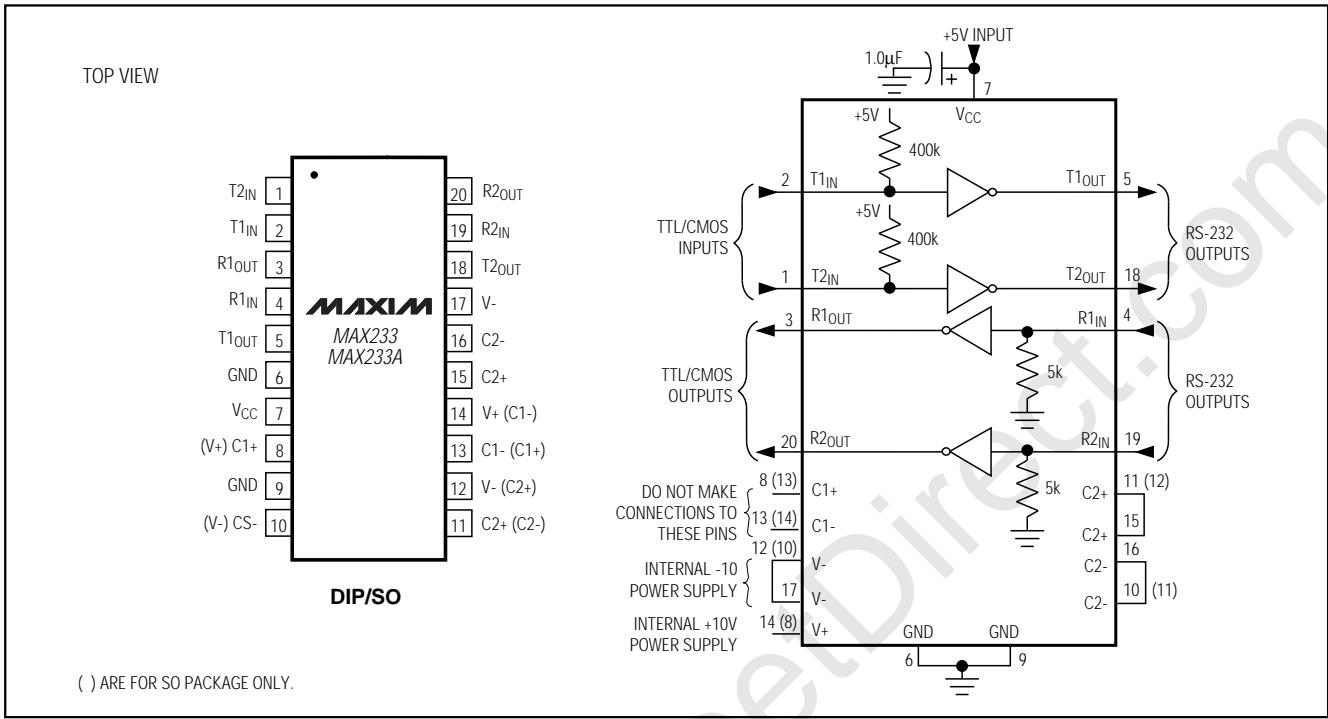 TOP VIEW
T2IN 1
T1IN 2
R1OUT 3
R1IN 4
T1OUT 5
GND 6
VCC 7
(V+) C1+ 8
GND 9
(V-) CS- 10
20 R2OUT
19 R2IN
18 T2OUT
17 V-
16 C2-
15 C2+
14 V+ (C1-)
13 C1- (C1+)
12 V- (C2+)
11 C2+ (C2-)
MAXIM
MAX233
MAX233A
DIP/SO
( ) ARE FOR SO PACKAGE ONLY.
+5V INPUT
1.0µF
+
7
VCC
+5V
400k
2 T1IN
T1OUT 5
+5V
400k
TTL/CMOS
INPUTS
RS-232
OUTPUTS
1 T2IN
T2OUT 18
3 R1OUT
R1IN 4
5k
TTL/CMOS
OUTPUTS
RS-232
OUTPUTS
20 R2OUT
R2IN 19
5k
DO NOT MAKE
CONNECTIONS TO
THESE PINS
8 (13) C1+
13 (14) C1-
INTERNAL -10
POWER SUPPLY
12 (10) V-
17 V-
INTERNAL +10V
POWER SUPPLY
14 (8) V+
C2+ 11 (12)
C2+ 15
C2- 16
C2- 10 (11)
GND GND
6 9
etDirect.com